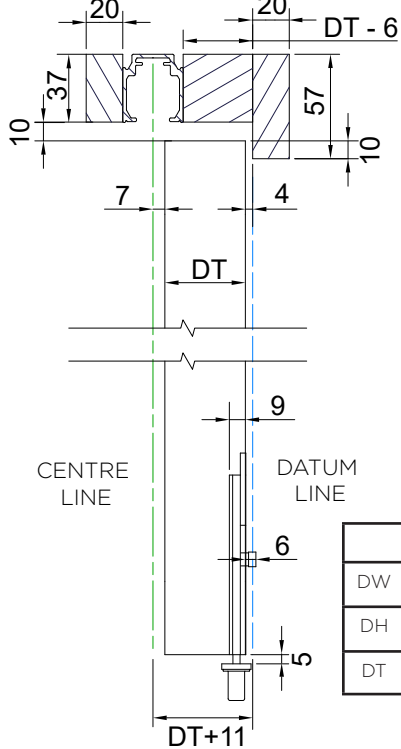 20
20
DT - 6
37
57
10
10
7
4
DT
9
CENTRE
LINE
DATUM
LINE
6
DW
DH
DT
5
DT+11